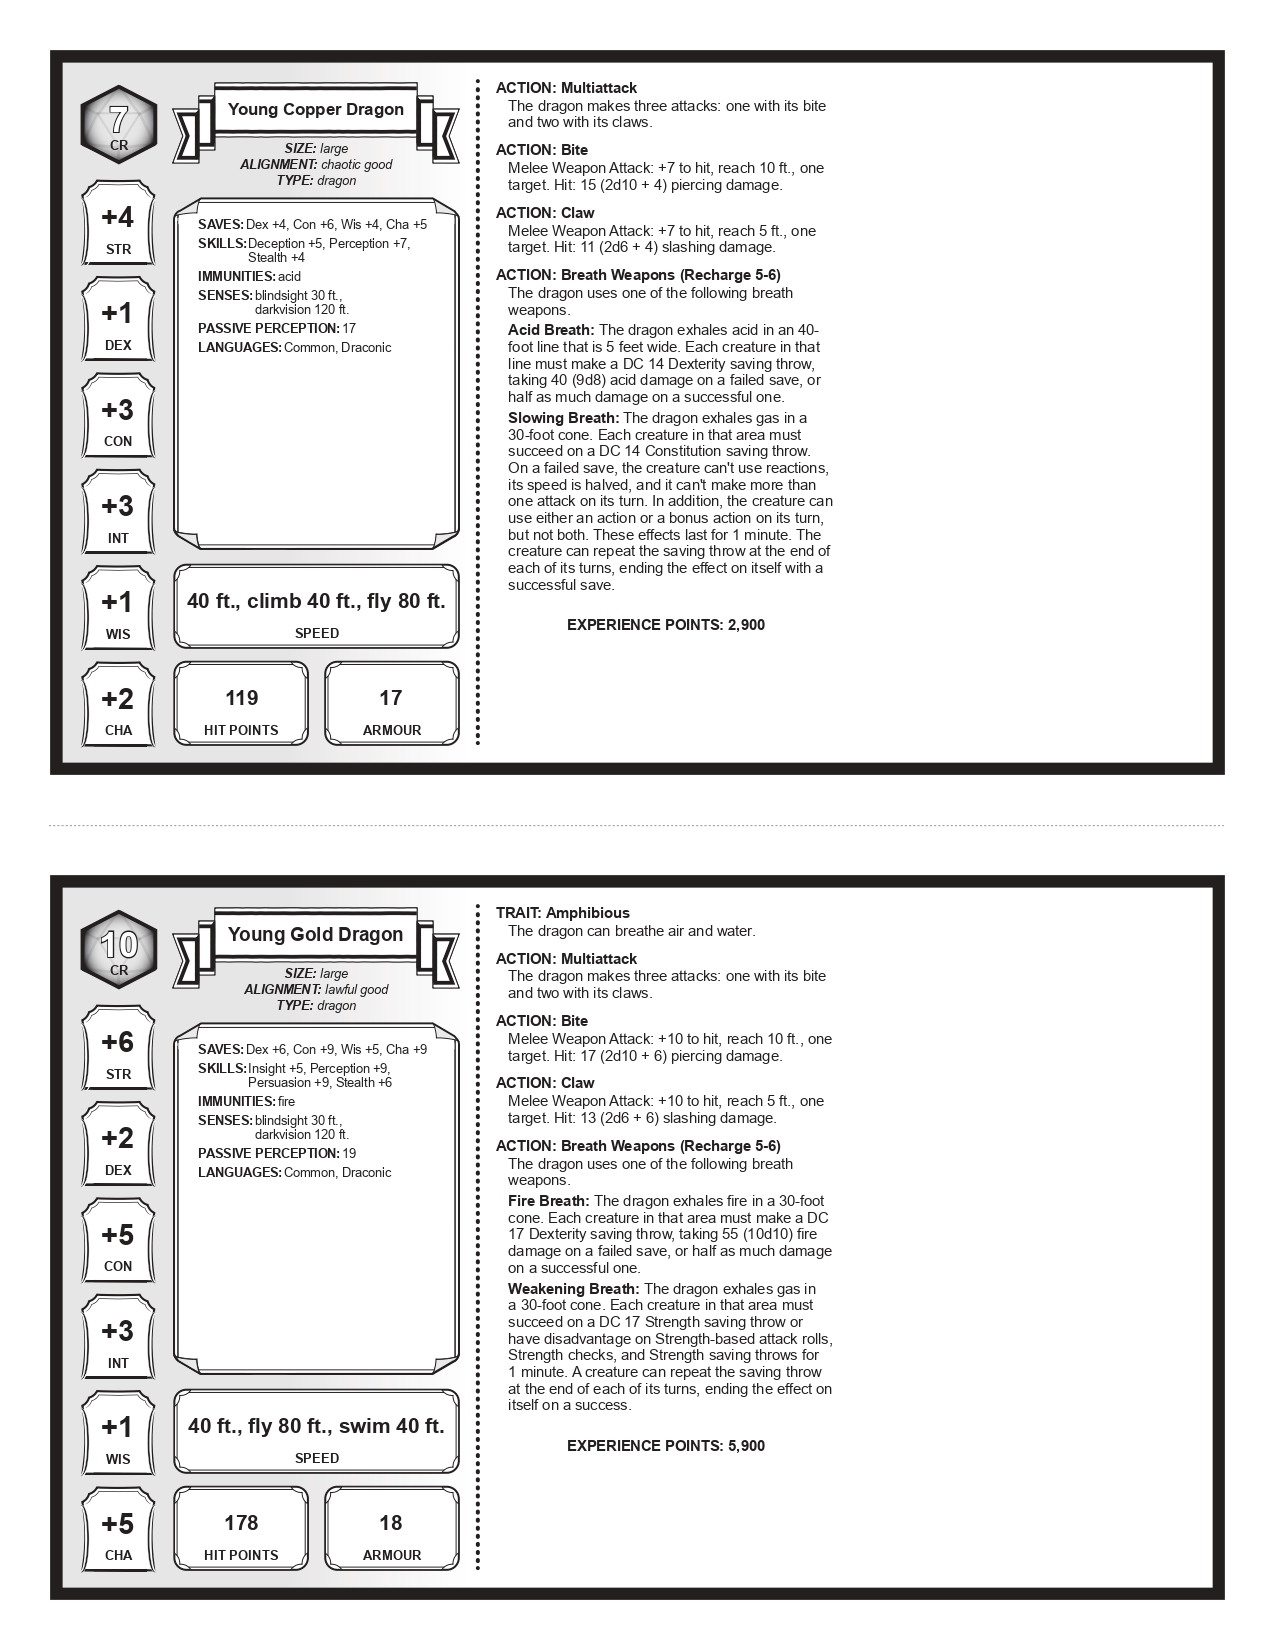 7
CR
Young Copper Dragon
SIZE: large
ALIGNMENT: chaotic good
TYPE: dragon
+4
STR
+1
DEX
+3
CON
+3
INT
+1
WIS
+2
CHA
SAVES: Dex +4, Con +6, Wis +4, Cha +5
SKILLS: Deception +5, Perception +7,
Stealth +4
IMMUNITIES: acid
SENSES: blindsight 30 ft.,
darkvision 120 ft.
PASSIVE PERCEPTION: 17
LANGUAGES: Common, Draconic
40 ft., climb 40 ft., fly 80 ft.
SPEED
119
HIT POINTS
17
ARMOUR
ACTION: Multiattack
The dragon makes three attacks: one with its bite
and two with its claws.
ACTION: Bite
Melee Weapon Attack: +7 to hit, reach 10 ft., one
target. Hit: 15 (2d10 + 4) piercing damage.
ACTION: Claw
Melee Weapon Attack: +7 to hit, reach 5 ft., one
target. Hit: 11 (2d6 + 4) slashing damage.
ACTION: Breath Weapons (Recharge 5-6)
The dragon uses one of the following breath
weapons.
Acid Breath: The dragon exhales acid in an 40-
foot line that is 5 feet wide. Each creature in that
line must make a DC 14 Dexterity saving throw,
taking 40 (9d8) acid damage on a failed save, or
half as much damage on a successful one.
Slowing Breath: The dragon exhales gas in a
30-foot cone. Each creature in that area must
succeed on a DC 14 Constitution saving throw.
On a failed save, the creature can't use reactions,
its speed is halved, and it can't make more than
one attack on its turn. In addition, the creature can
use either an action or a bonus action on its turn,
but not both. These effects last for 1 minute. The
creature can repeat the saving throw at the end of
each of its turns, ending the effect on itself with a
successful save.
EXPERIENCE POINTS: 2,900
10
CR
Young Gold Dragon
SIZE: large
ALIGNMENT: lawful good
TYPE: dragon
+6
STR
+2
DEX
+5
CON
+3
INT
+1
WIS
+5
CHA
SAVES: Dex +6, Con +9, Wis +5, Cha +9
SKILLS: Insight +5, Perception +9,
Persuasion +9, Stealth +6
IMMUNITIES: fire
SENSES: blindsight 30 ft.,
darkvision 120 ft.
PASSIVE PERCEPTION: 19
LANGUAGES: Common, Draconic
40 ft., fly 80 ft., swim 40 ft.
SPEED
178
HIT POINTS
18
ARMOUR
TRAIT: Amphibious
The dragon can breathe air and water.
ACTION: Multiattack
The dragon makes three attacks: one with its bite
and two with its claws.
ACTION: Bite
Melee Weapon Attack: +10 to hit, reach 10 ft., one
target. Hit: 17 (2d10 + 6) piercing damage.
ACTION: Claw
Melee Weapon Attack: +10 to hit, reach 5 ft., one
target. Hit: 13 (2d6 + 6) slashing damage.
ACTION: Breath Weapons (Recharge 5-6)
The dragon uses one of the following breath
weapons.
Fire Breath: The dragon exhales fire in a 30-foot
cone. Each creature in that area must make a DC
17 Dexterity saving throw, taking 55 (10d10) fire
damage on a failed save, or half as much damage
on a successful one.
Weakening Breath: The dragon exhales gas in
a 30-foot cone. Each creature in that area must
succeed on a DC 17 Strength saving throw or
have disadvantage on Strength-based attack rolls,
Strength checks, and Strength saving throws for
1 minute. A creature can repeat the saving throw
at the end of each of its turns, ending the effect on
itself on a success.
EXPERIENCE POINTS: 5,900